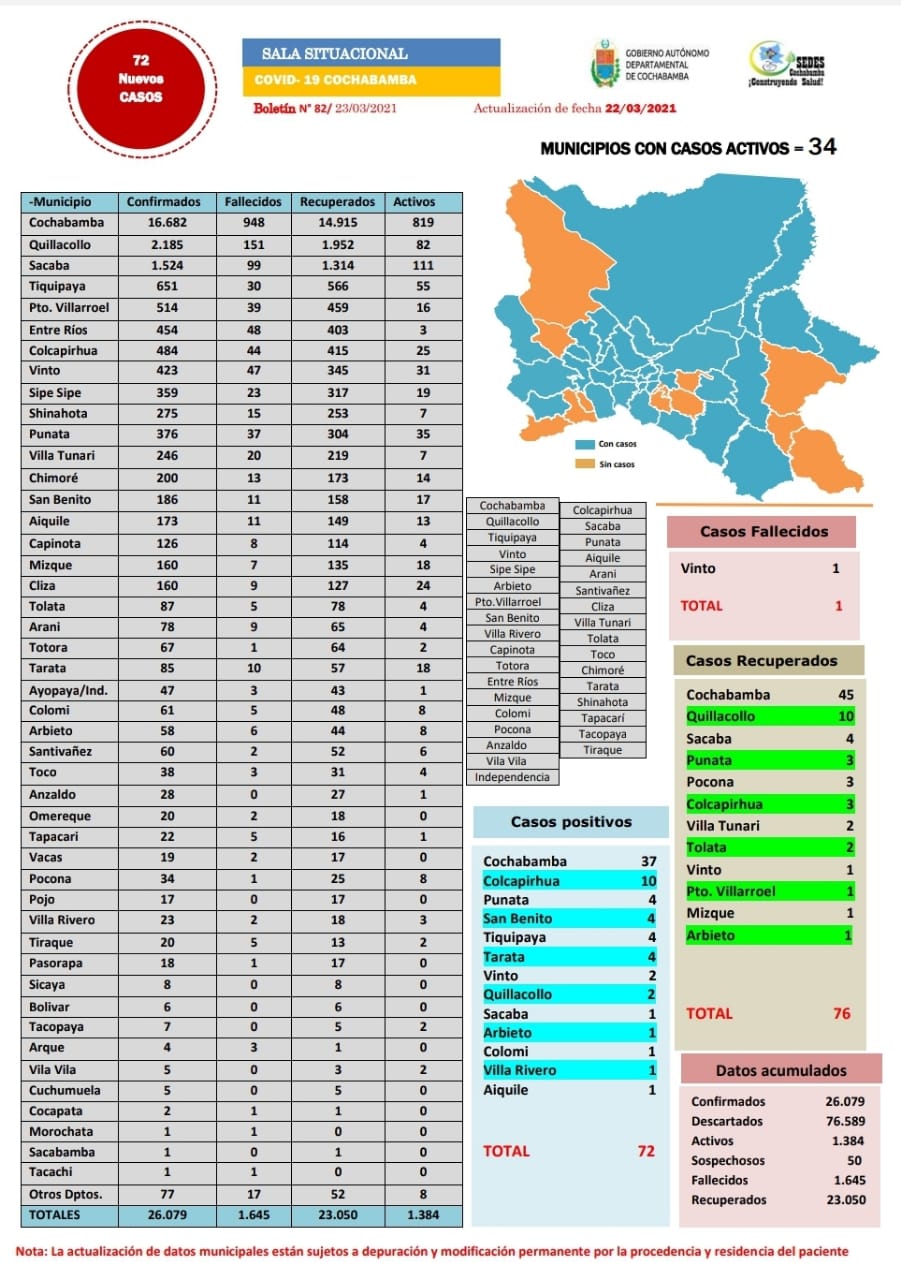 72
Nuevos
CASOS
SALA SITUACIONAL
COVID- 19 COCHABAMBA
Boletín N° 82/ 23/03/2021
Actualización de fecha 22/03/2021
GOBIERNO AUTÓNOMO
DEPARTAMENTAL
DE COCHABAMBA
SEDES
Cochabamba
¡Construyendo Salud!
MUNICIPIOS CON CASOS ACTIVOS = 34
-Municipio Confirmados Fallecidos Recuperados Activos
Cochabamba 16.682 948 14.915 819
Quillacollo 2.185 151 1.952 82
Sacaba 1.524 99 1.314 111
Tiquipaya 651 30 566 55
Pto. Villarroel 514 39 459 16
Entre Ríos 454 48 403 3
Colcapirhua 484 44 415 25
Vinto 423 47 345 31
Sipe Sipe 359 23 317 19
Shinahota 275 15 253 7
Punata 376 37 304 35
Villa Tunari 246 20 219 7
Chimoré 200 13 173 14
San Benito 186 11 158 17
Aiquile 173 11 149 13
Capinota 126 8 114 4
Mizque 160 7 135 18
Cliza 160 9 127 24
Tolata 87 5 78 4
Arani 78 9 65 4
Totora 67 1 64 2
Tarata 85 10 57 18
Ayopaya/Ind. 47 3 43 1
Colomi 61 5 48 8
Arbieto 58 6 44 8
Santivañez 60 2 52 6
Toco 38 3 31 4
Anzaldo 28 0 27 1
Omereque 20 2 18 0
Tapacarí 22 5 16 1
Vacas 19 2 17 0
Pocona 34 1 25 8
Pojo 17 0 17 0
Villa Rivero 23 2 18 3
Tiraque 20 5 13 2
Pasorapa 18 1 17 0
Sicaya 8 0 8 0
Bolivar 6 0 6 0
Tacopaya 7 0 5 2
Arque 4 3 1 0
Vila Vila 5 0 3 2
Cuchumuela 5 0 5 0
Cocapata 2 1 1 0
Morochata 1 1 0 0
Sacabamba 1 0 1 0
Tacachi 1 1 0 0
Otros Dptos. 77 17 52 8
TOTALES 26.079 1.645 23.050 1.384
Con casos
Sin casos
Cochabamba
Quillacollo
Tiquipaya
Vinto
Sipe Sipe
Arbieto
Pto.Villarroel
San Benito
Villa Rivero
Capinota
Totora
Entre Ríos
Mizque
Colomi
Pocona
Anzaldo
Vila Vila
Independencia
Colcapirhua
Sacaba
Punata
Aiquile
Arani
Santivañez
Cliza
Villa Tunari
Tolata
Toco
Chimoré
Tarata
Shinahota
Tapacarí
Tacopaya
Tiraque
Casos positivos
Cochabamba 37
Colcapirhua 10
Punata 4
San Benito 4
Tiquipaya 4
Tarata 4
Vinto 2
Quillacollo 2
Sacaba 1
Arbieto 1
Colomi 1
Villa Rivero 1
Aiquile 1
TOTAL 72
Casos Fallecidos
Vinto 1
TOTAL 1
Casos Recuperados
Cochabamba 45
Quillacollo 10
Sacaba 4
Punata 3
Pocona 3
Colcapirhua 3
Villa Tunari 2
Tolata 2
Vinto 1
Pto. Villarroel 1
Mizque 1
Arbieto 1
TOTAL 76
Datos acumulados
Confirmados 26.079
Descartados 76.589
Activos 1.384
Sospechosos 50
Fallecidos 1.645
Recuperados 23.050
Nota: La actualización de datos municipales están sujetos a depuración y modificación permanente por la procedencia y residencia del paciente